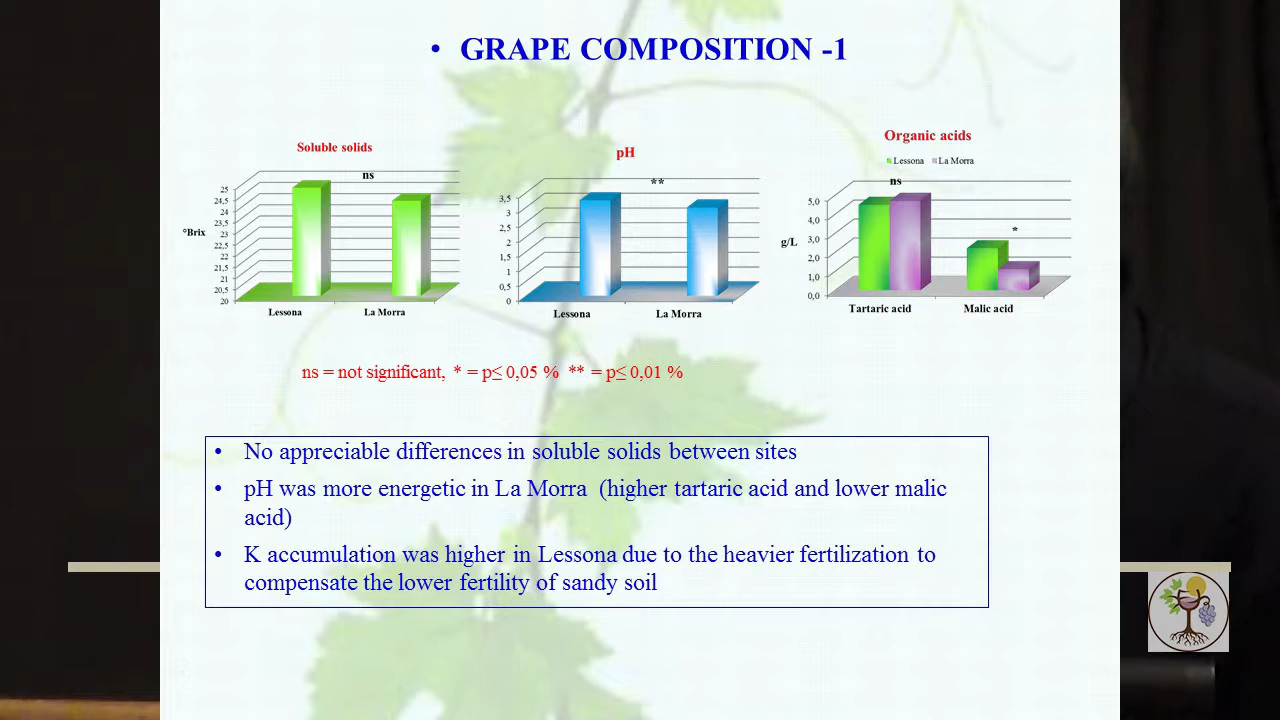 • GRAPE COMPOSITION -1
Soluble solids
ns
25
24,5
24
23,5
23
22,5
22
21,5
21
20,5
20
°Brix
Lessona
La Morra
pH
**
3,5
3
2,5
2
1,5
1
0,5
0
Lessona
La Morra
Organic acids
Lessona La Morra
ns
*
5,0
4,0
3,0
2,0
1,0
0,0
g/L
Tartaric acid
Malic acid
ns = not significant, * = p≤ 0,05 % ** = p≤ 0,01 %
• No appreciable differences in soluble solids between sites
• pH was more energetic in La Morra (higher tartaric acid and lower malic
acid)
• K accumulation was higher in Lessona due to the heavier fertilization to
compensate the lower fertility of sandy soil